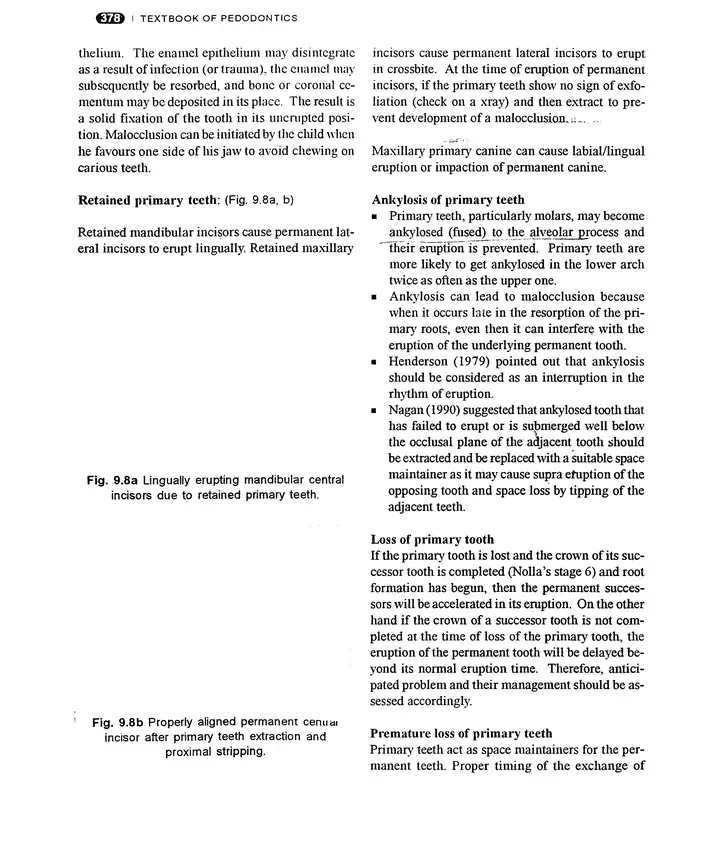 378 | TEXTBOOK OF PEDODONTICS
thelium. The enamel epithelium may disintegrate
as a result of infection (or trauma), the enamel may
subsequently be resorbed, and bone or coronal ce-
mentum may be deposited in its place. The result is
a solid fixation of the tooth in its unerupted posi-
tion. Malocclusion can be initiated by the child when
he favours one side of his jaw to avoid chewing on
carious teeth.
Retained primary teeth: (Fig. 9.8a, b)
Retained mandibular incisors cause permanent lat-
eral incisors to erupt lingually. Retained maxillary
Fig. 9.8a Lingually erupting mandibular central
incisors due to retained primary teeth.
Fig. 9.8b Properly aligned permanent central
incisor after primary teeth extraction and
proximal stripping.
incisors cause permanent lateral incisors to erupt
in crossbite. At the time of eruption of permanent
incisors, if the primary teeth show no sign of exfo-
liation (check on a xray) and then extract to pre-
vent development of a malocclusion.
Maxillary primary canine can cause labial/lingual
eruption or impaction of permanent canine.
Ankylosis of primary teeth
▪ Primary teeth, particularly molars, may become
ankylosed (fused) to the alveolar process and
their eruption is prevented. Primary teeth are
more likely to get ankylosed in the lower arch
twice as often as the upper one.
▪ Ankylosis can lead to malocclusion because
when it occurs late in the resorption of the pri-
mary roots, even then it can interfere with the
eruption of the underlying permanent tooth.
▪ Henderson (1979) pointed out that ankylosis
should be considered as an interruption in the
rhythm of eruption.
▪ Nagan (1990) suggested that ankylosed tooth that
has failed to erupt or is submerged well below
the occlusal plane of the adjacent tooth should
be extracted and be replaced with a suitable space
maintainer as it may cause supra eruption of the
opposing tooth and space loss by tipping of the
adjacent teeth.
Loss of primary tooth
If the primary tooth is lost and the crown of its suc-
cessor tooth is completed (Nolla's stage 6) and root
formation has begun, then the permanent succes-
sors will be accelerated in its eruption. On the other
hand if the crown of a successor tooth is not com-
pleted at the time of loss of the primary tooth, the
eruption of the permanent tooth will be delayed be-
yond its normal eruption time. Therefore, antici-
pated problem and their management should be as-
sessed accordingly.
Premature loss of primary teeth
Primary teeth act as space maintainers for the per-
manent teeth. Proper timing of the exchange of